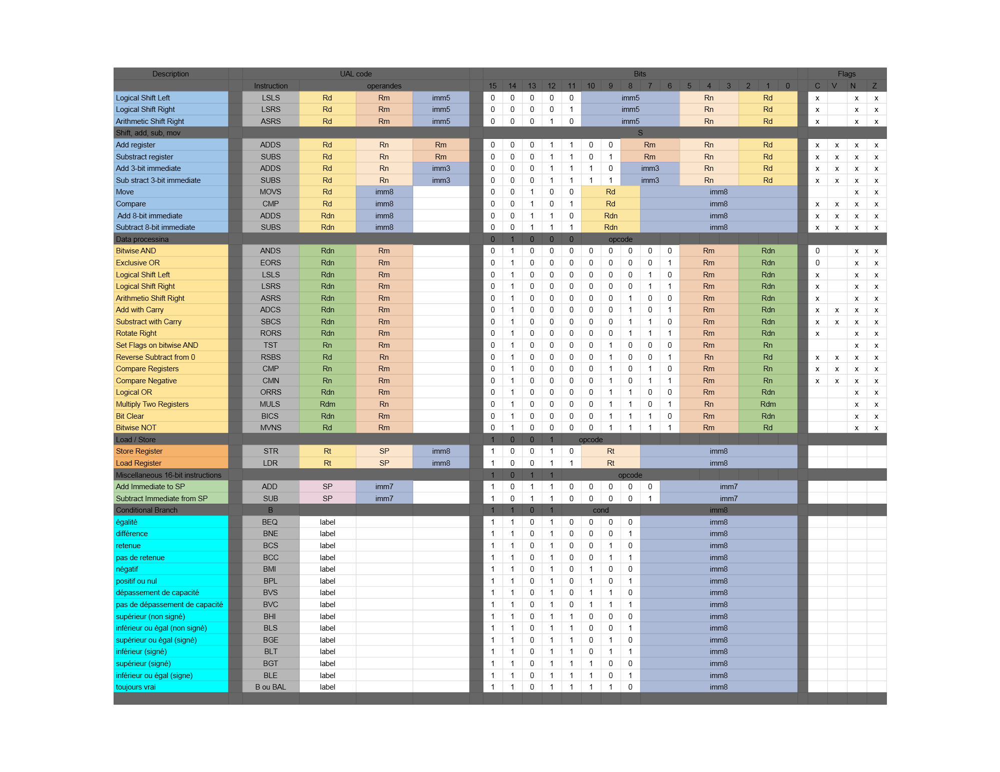 Description UAL code Bits Flags
Instruction operandes 15 14 13 12 11 10 9 8 7 6 5 4 3 2 1 0 C V N Z
Logical Shift Left LSLS Rd Rm imm5 0 0 0 0 0 imm5 Rn Rd x x x
Logical Shift Right LSRS Rd Rm imm5 0 0 0 0 1 imm5 Rn Rd x x x
Arithmetic Shift Right ASRS Rd Rm imm5 0 0 0 1 0 imm5 Rn Rd x x x
Shift, add, sub, mov S
Add register ADDS Rd Rn Rm 0 0 0 1 1 0 0 Rm Rn Rd x x x x
Substract register SUBS Rd Rn Rm 0 0 0 1 1 0 1 Rm Rn Rd x x x x
Add 3-bit immediate ADDS Rd Rn imm3 0 0 0 1 1 1 0 imm3 Rn Rd x x x x
Sub stract 3-bit immediate SUBS Rd Rn imm3 0 0 0 1 1 1 1 imm3 Rn Rd x x x x
Move MOVS Rd imm8 0 0 1 0 0 Rd imm8 x x
Compare CMP Rd imm8 0 0 1 0 1 Rd imm8 x x x x
Add 8-bit immediate ADDS Rdn imm8 0 0 1 1 0 Rdn imm8 x x x x
Subtract 8-bit immediate SUBS Rdn imm8 0 0 1 1 1 Rdn imm8 x x x x
Data processina 0 1 0 0 0 opcode
Bitwise AND ANDS Rdn Rm 0 1 0 0 0 0 0 0 0 0 Rm Rdn 0 x x
Exclusive OR EORS Rdn Rm 0 1 0 0 0 0 0 0 0 1 Rm Rdn 0 x x
Logical Shift Left LSLS Rdn Rm 0 1 0 0 0 0 0 0 1 0 Rm Rdn x x x
Logical Shift Right LSRS Rdn Rm 0 1 0 0 0 0 0 0 1 1 Rm Rdn x x x
Arithmetio Shift Right ASRS Rdn Rm 0 1 0 0 0 0 0 1 0 0 Rm Rdn x x x
Add with Carry ADCS Rdn Rm 0 1 0 0 0 0 0 1 0 1 Rm Rdn x x x x
Substract with Carry SBCS Rdn Rm 0 1 0 0 0 0 0 1 1 0 Rm Rdn x x x x
Rotate Right RORS Rdn Rm 0 1 0 0 0 0 0 1 1 1 Rm Rdn x x x
Set Flags on bitwise AND TST Rn Rm 0 1 0 0 0 0 1 0 0 0 Rm Rn x x
Reverse Subtract from 0 RSBS Rd Rn 0 1 0 0 0 0 1 0 0 1 Rn Rd x x x x
Compare Registers CMP Rn Rm 0 1 0 0 0 0 1 0 1 0 Rm Rn x x x x
Compare Negative CMN Rn Rm 0 1 0 0 0 0 1 0 1 1 Rm Rn x x x x
Logical OR ORRS Rdn Rm 0 1 0 0 0 0 1 1 0 0 Rm Rdn x x
Multiply Two Registers MULS Rdm Rn 0 1 0 0 0 0 1 1 0 1 Rn Rdm x x
Bit Clear BICS Rdn Rm 0 1 0 0 0 0 1 1 1 0 Rm Rdn x x
Bitwise NOT MVNS Rd Rm 0 1 0 0 0 0 1 1 1 1 Rm Rd x x
Load / Store 1 0 0 1 opcode
Store Register STR Rt SP imm8 1 0 0 1 0 Rt imm8
Load Register LDR Rt SP imm8 1 0 0 1 1 Rt imm8
Miscellaneous 16-bit instructions 1 0 1 1 opcode
Add Immediate to SP ADD SP imm7 1 0 1 1 0 0 0 0 0 imm7
Subtract Immediate from SP SUB SP imm7 1 0 1 1 0 0 0 0 1 imm7
Conditional Branch B 1 1 0 1 cond imm8
égalité BEQ label 1 1 0 1 0 0 0 0 imm8
différence BNE label 1 1 0 1 0 0 0 1 imm8
retenue BCS label 1 1 0 1 0 0 1 0 imm8
pas de retenue BCC label 1 1 0 1 0 0 1 1 imm8
négatif BMI label 1 1 0 1 0 1 0 0 imm8
positif ou nul BPL label 1 1 0 1 0 1 0 1 imm8
dépassement de capacité BVS label 1 1 0 1 0 1 1 0 imm8
pas de dépassement de capacité BVC label 1 1 0 1 0 1 1 1 imm8
supérieur (non signé) BHI label 1 1 0 1 1 0 0 0 imm8
inférieur ou égal (non signé) BLS label 1 1 0 1 1 0 0 1 imm8
supérieur ou égal (signé) BGE label 1 1 0 1 1 0 1 0 imm8
inférieur (signé) BLT label 1 1 0 1 1 0 1 1 imm8
supérieur (signé) BGT label 1 1 0 1 1 1 0 0 imm8
inférieur ou égal (signe) BLE label 1 1 0 1 1 1 0 1 imm8
toujours vrai B ou BAL label 1 1 0 1 1 1 1 0 imm8